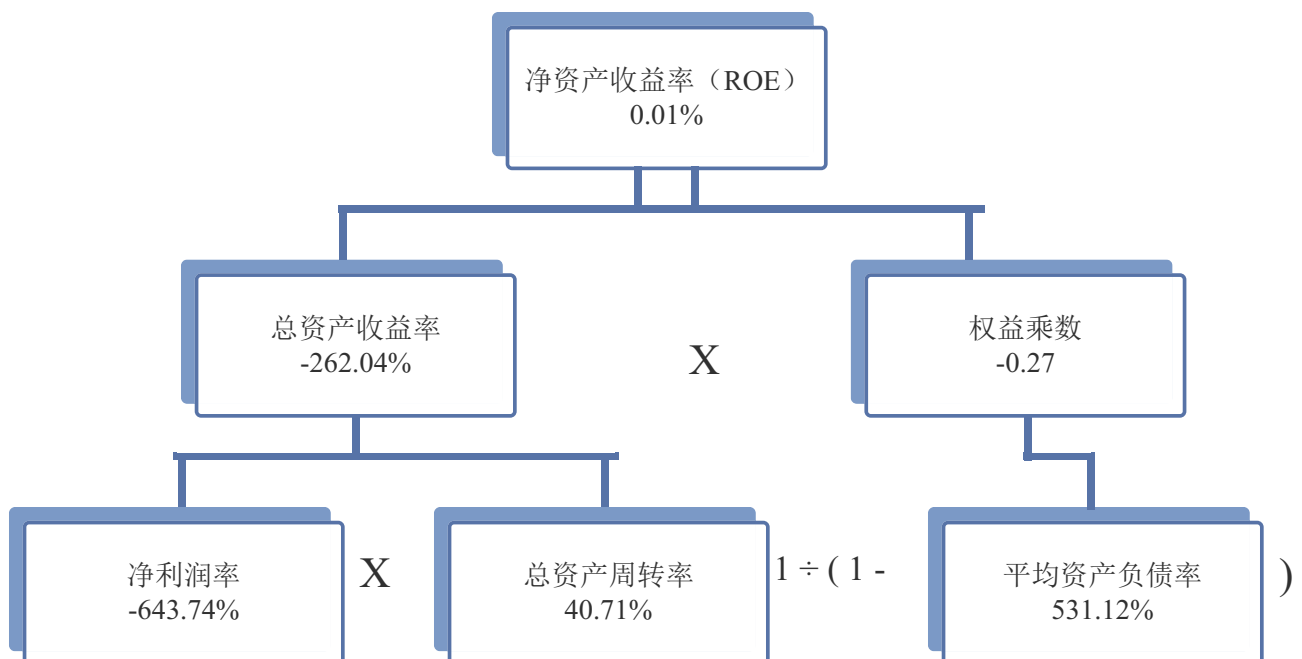 净资产收益率（ROE）
0.01%
总资产收益率
-262.04%
X
权益乘数
-0.27
净利润率
-643.74%
X
总资产周转率
40.71%
1 ÷ ( 1 -
平均资产负债率
531.12%
)